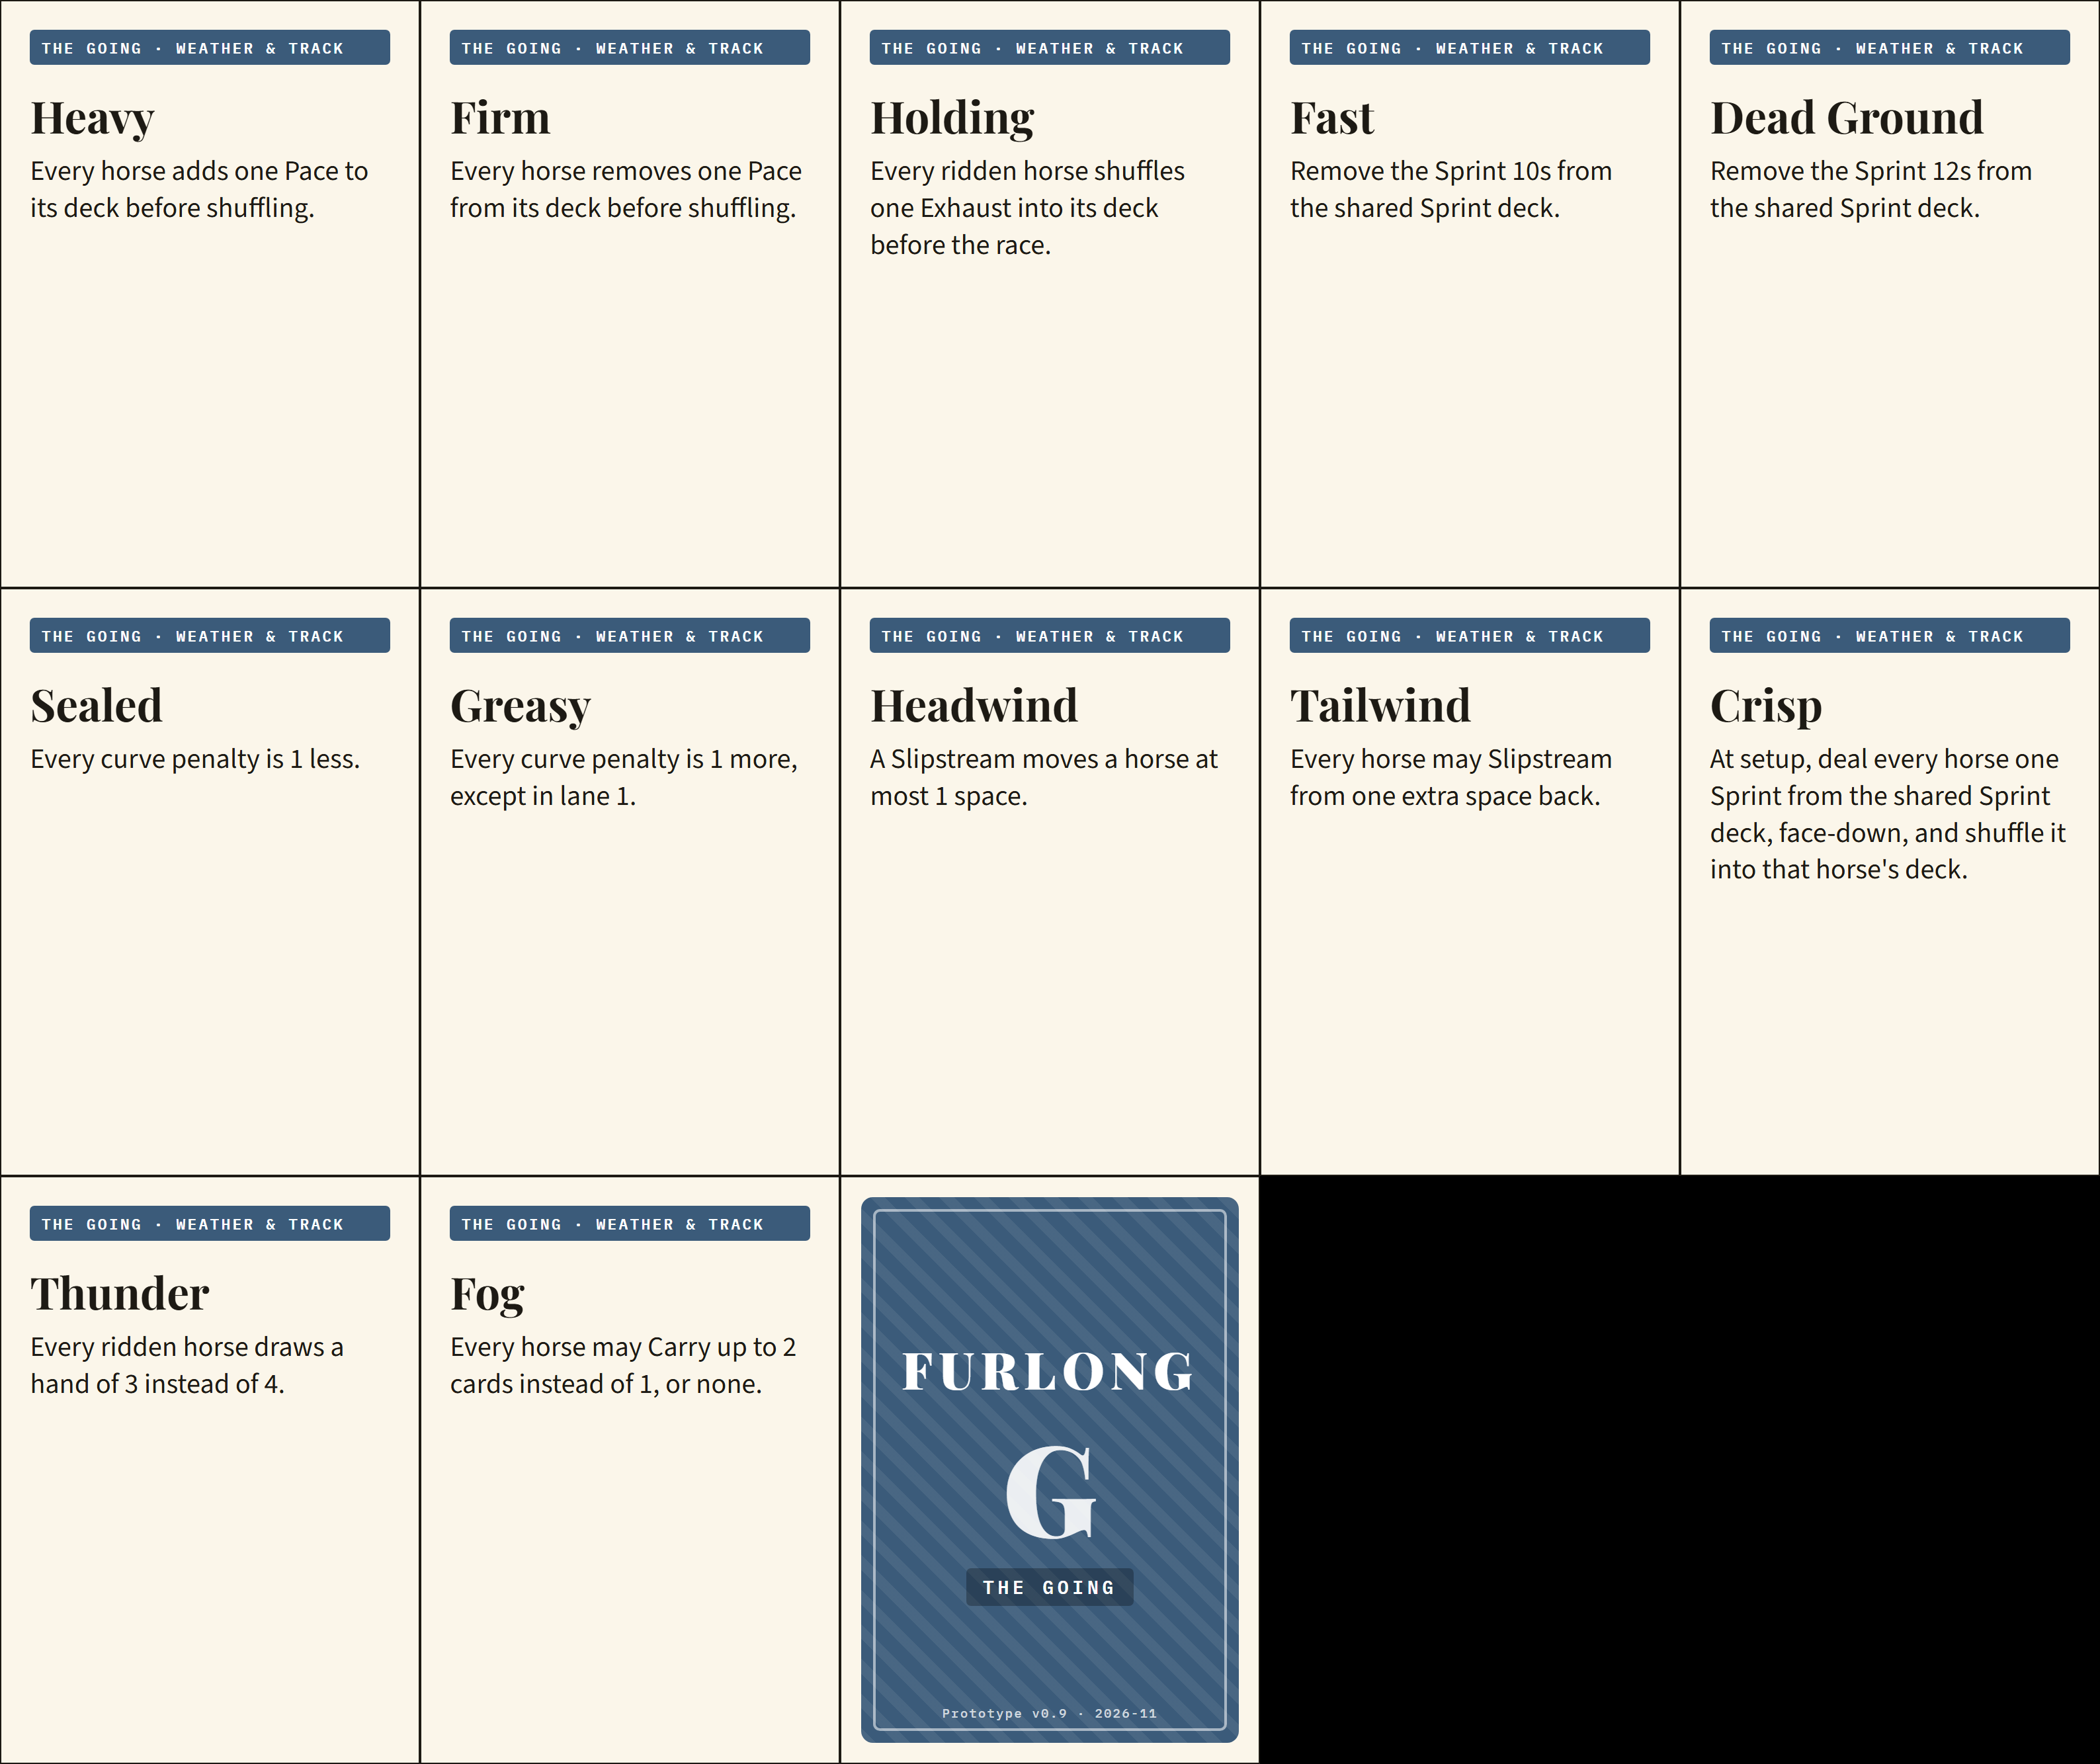 THE GOING · WEATHER & TRACK
Heavy
Every horse adds one Pace to
its deck before shuffling.
THE GOING · WEATHER & TRACK
Firm
Every horse removes one Pace
from its deck before shuffling.
THE GOING · WEATHER & TRACK
Holding
Every ridden horse shuffles
one Exhaust into its deck
before the race.
THE GOING · WEATHER & TRACK
Fast
Remove the Sprint 10s from
the shared Sprint deck.
THE GOING · WEATHER & TRACK
Dead Ground
Remove the Sprint 12s from
the shared Sprint deck.
THE GOING · WEATHER & TRACK
Sealed
Every curve penalty is 1 less.
THE GOING · WEATHER & TRACK
Greasy
Every curve penalty is 1 more,
except in lane 1.
THE GOING · WEATHER & TRACK
Headwind
A Slipstream moves a horse at
most 1 space.
THE GOING · WEATHER & TRACK
Tailwind
Every horse may Slipstream
from one extra space back.
THE GOING · WEATHER & TRACK
Crisp
At setup, deal every horse one
Sprint from the shared Sprint
deck, face-down, and shuffle it
into that horse's deck.
THE GOING · WEATHER & TRACK
Thunder
Every ridden horse draws a
hand of 3 instead of 4.
THE GOING · WEATHER & TRACK
Fog
Every horse may Carry up to 2
cards instead of 1, or none.
FURLONG
G
THE GOING
Prototype v0.9 · 2026-11